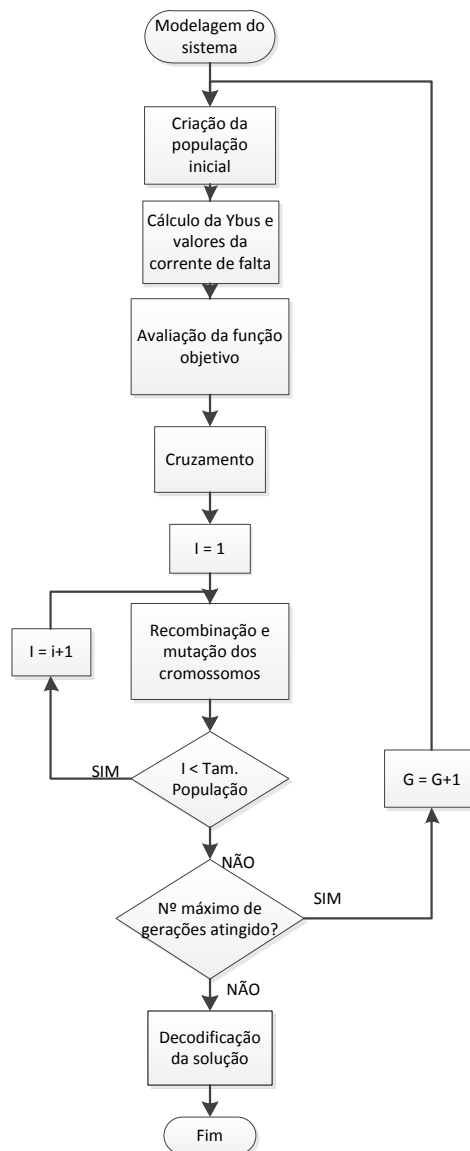 Modelagem do
sistema
Criação da
população
inicial
Cálculo da Ybus e
valores da
corrente de falta
Avaliação da função
objetivo
Cruzamento
I = 1
I = i+1
Recombinação e
mutação dos
cromossomos
SIM
I < Tam.
População
G = G+1
NÃO
SIM
Nº máximo de
gerações atingido?
NÃO
Decodificação
da solução
Fim